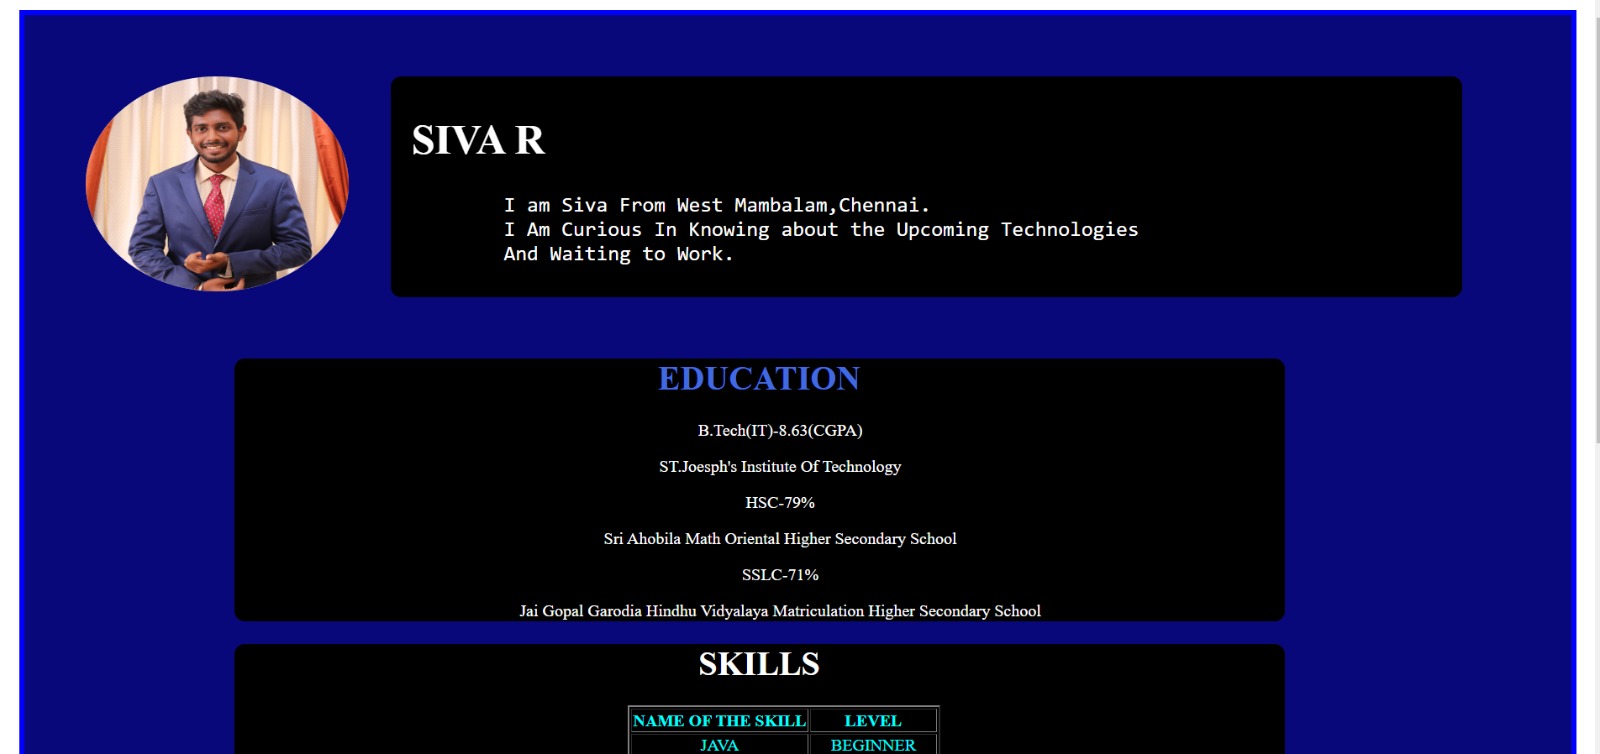 SIVA R
I am Siva From West Mambalam,Chennai.
I Am Curious In Knowing about the Upcoming Technologies
And Waiting to Work.
EDUCATION
B.Tech(IT)-8.63(CGPA)
ST.Joesph's Institute Of Technology
HSC-79%
Sri Ahobila Math Oriental Higher Secondary School
SSLC-71%
Jai Gopal Garodia Hindhu Vidyalaya Matriculation Higher Secondary School
SKILLS
NAME OF THE SKILL LEVEL
JAVA BEGINNER